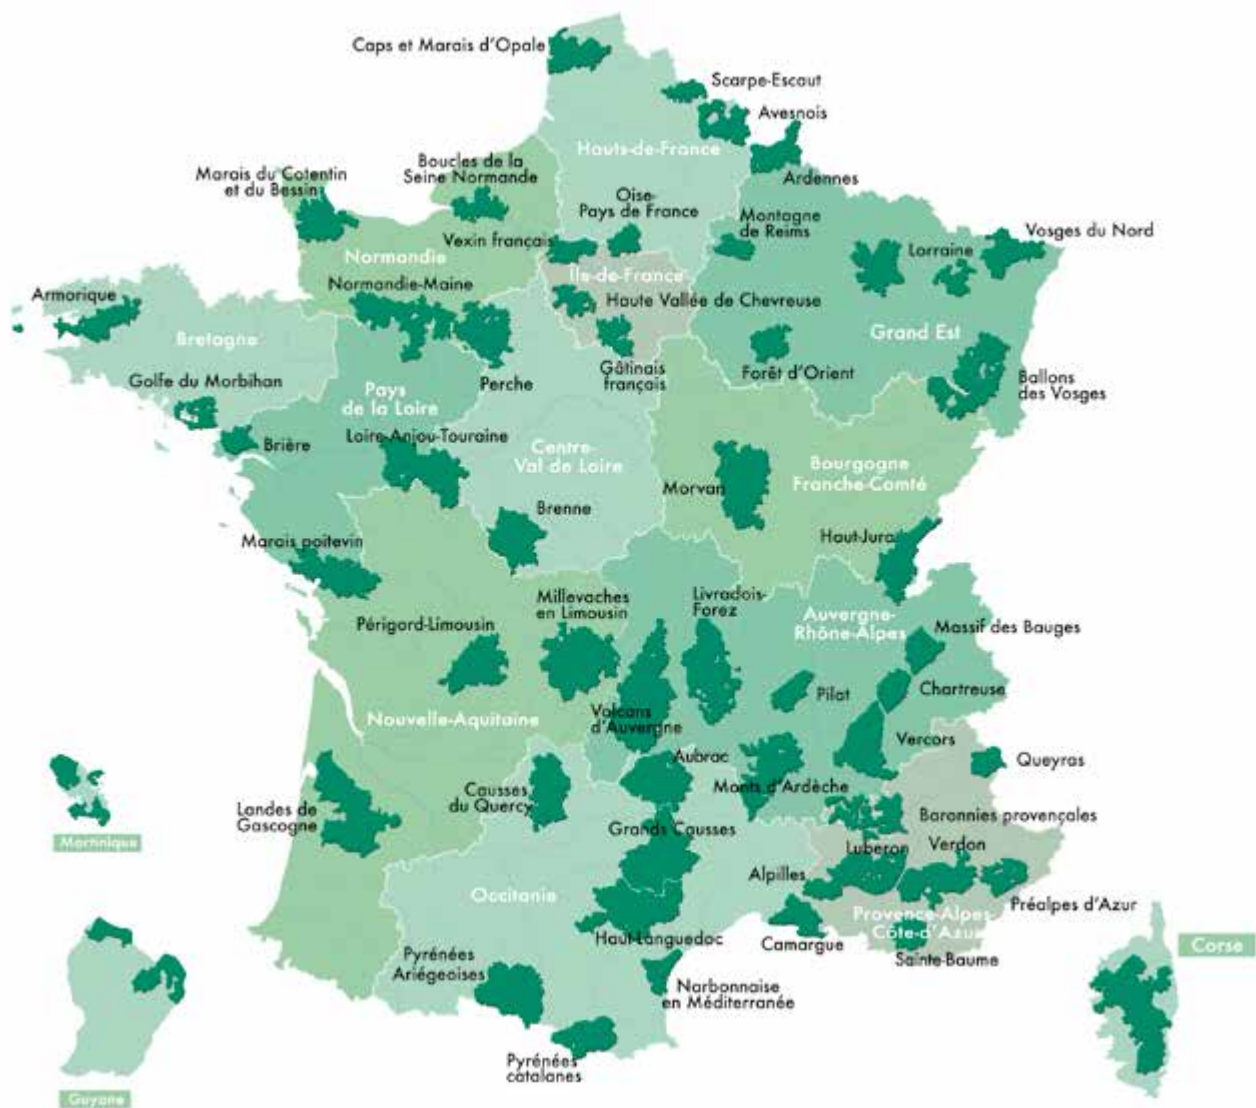 Caps et Marais d'Opale
Scarpe-Escaut
Avesnois
Hauts-de-France
Ardennes
Marais du Cotentin
et du Bessin
Boucles de la
Seine Normande
Oise-
Pays de France
Montagne
de Reims
Lorraine
Vosges du Nord
Vexin français
Normandie
Île-de-France
Normandie-Maine
Haute Vallée de Chevreuse
Armorique
Bretagne
Grand Est
Golfe du Morbihan
Pays
de la Loire
Perche
Gâtinais
français
Forêt d'Orient
Ballons
des Vosges
Brière
Loire-Anjou-Touraine
Centre-
Val de Loire
Bourgogne
Franche-Comté
Morvan
Brenne
Haut-Jura
Marais poitevin
Millevaches
en Limousin
Livradois-
Forez
Auvergne-
Rhône-Alpes
Périgord-Limousin
Massif des Bauges
Pilat
Chartreuse
Nouvelle-Aquitaine
Volcans
d'Auvergne
Vercors
Aubrac
Queyras
Causses
du Quercy
Monts d'Ardèche
Landes de
Gascogne
Baronnies provençales
Grands Causses
Martinique
Luberon
Verdon
Alpilles
Occitanie
Préalpes d'Azur
Provence-Alpes-
Côte-d'Azur
Camargue
Haut-Languedoc
Sainte-Baume
Corse
Pyrénées
Ariégeoises
Narbonnaise
en Méditerranée
Pyrénées
catalanes
Guyane